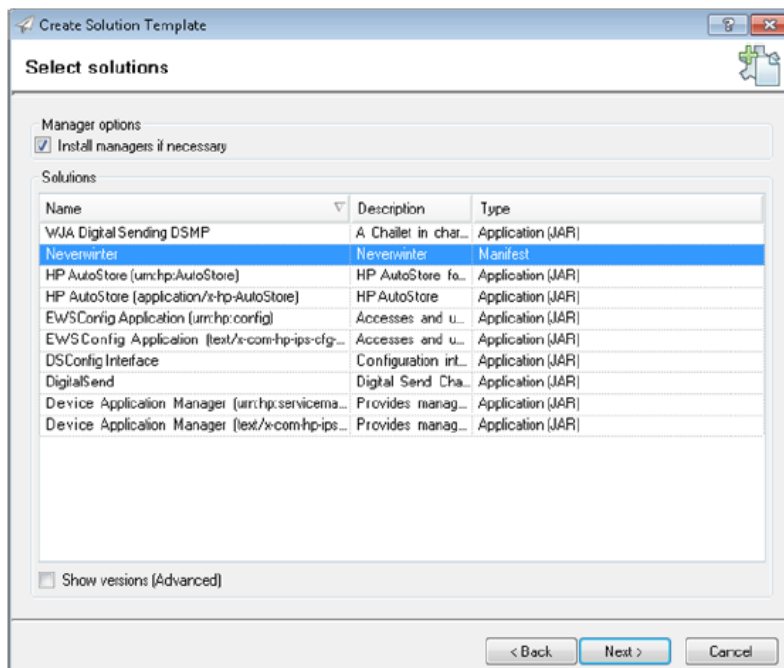 Create Solution Template
Select solutions
Manager options
Install managers if necessary
Solutions
Name Description Type
WJA Digital Sending DSMP A Chailet in char... Application (JAR)
Neverwinter Neverwinter Manifest
HP AutoStore (urn:hp:AutoStore) HP AutoStore fo... Application (JAR)
HP AutoStore (application/x-hp-AutoStore) HP AutoStore Application (JAR)
EWSConfig Application (urn:hp:config) Accesses and u... Application (JAR)
EWSConfig Application (text/x-com-hp-ips-cfg-... Accesses and u... Application (JAR)
DSConfig Interface Configuration int... Application (JAR)
DigitalSend Digital Send Cha... Application (JAR)
Device Application Manager (urn:hp:servicema... Provides manag... Application (JAR)
Device Application Manager (text/x-com-hp-ips... Provides manag... Application (JAR)
Show versions (Advanced)
< Back Next > Cancel